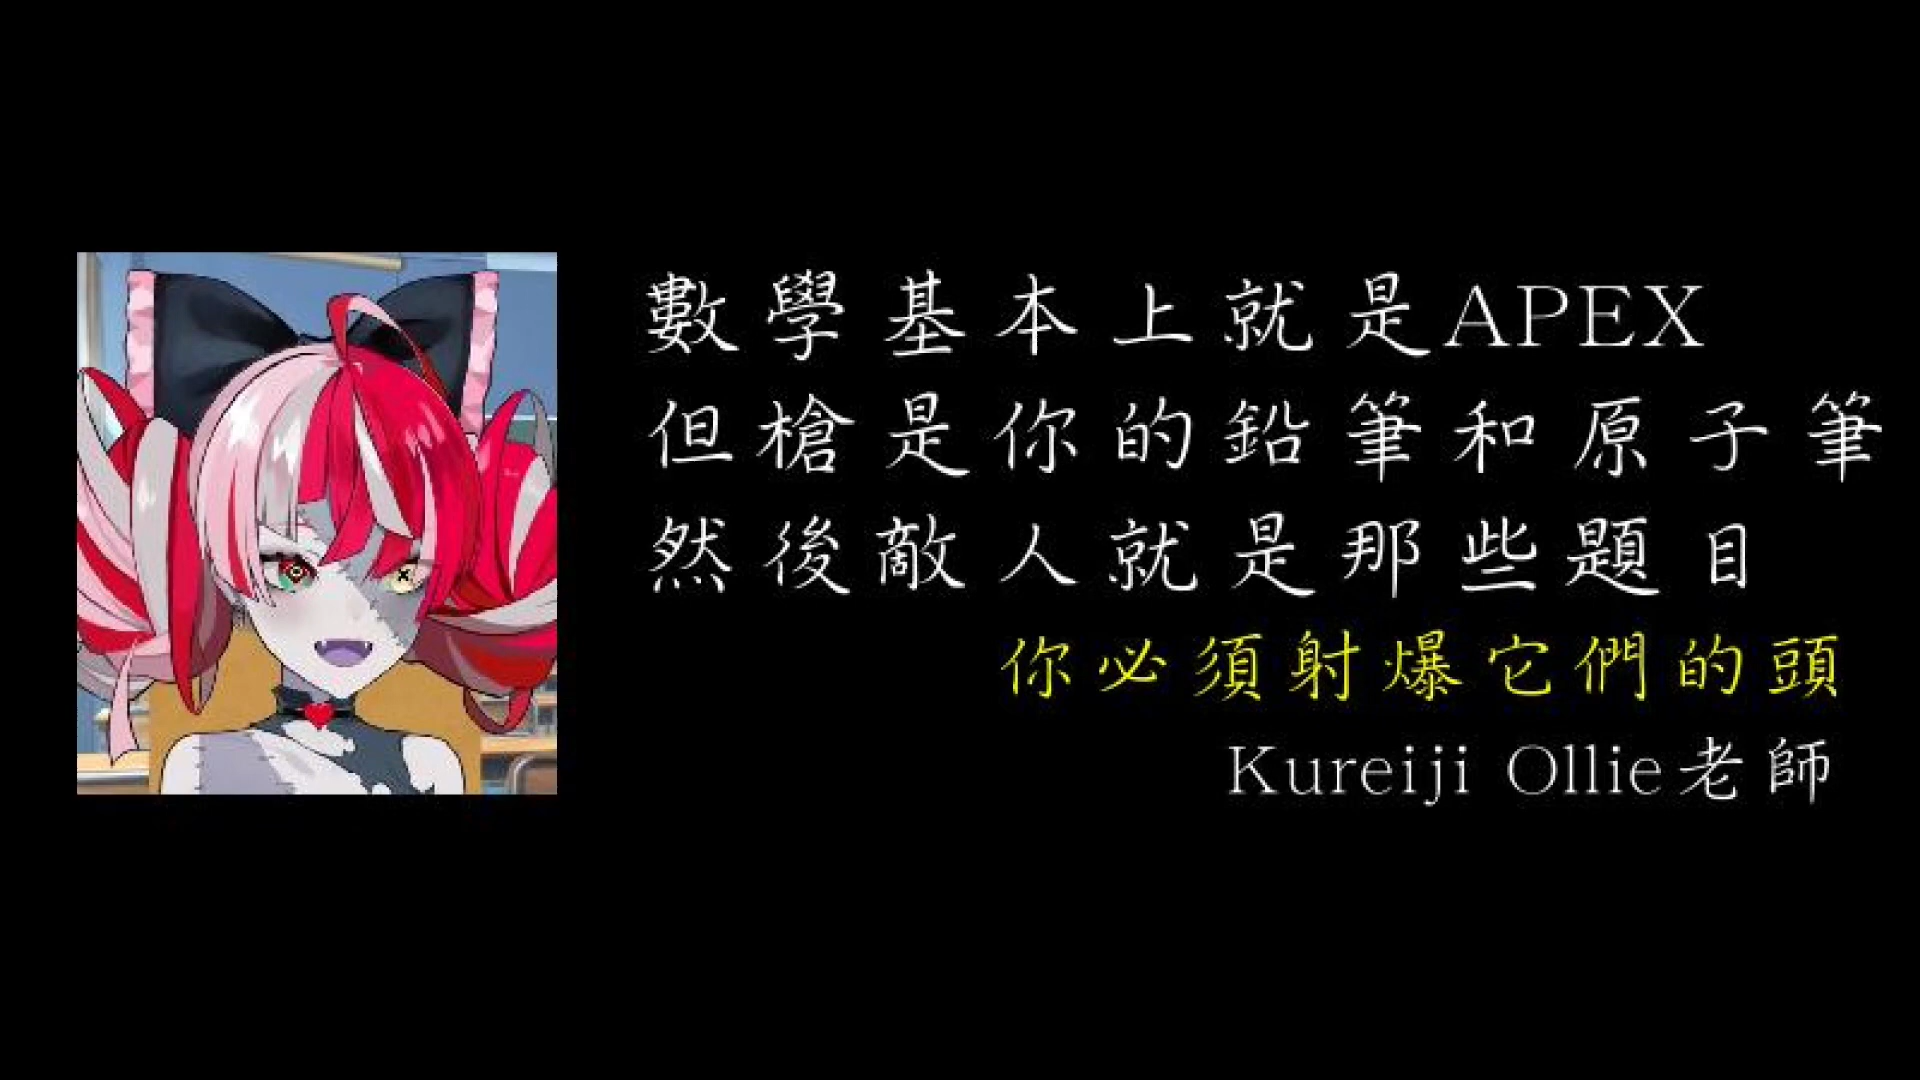 數學基本上就是APEX
但槍是你的鉛筆和原子筆
然後敵人就是那些題目
你必須射爆它們的頭
Kureiji Ollie老師